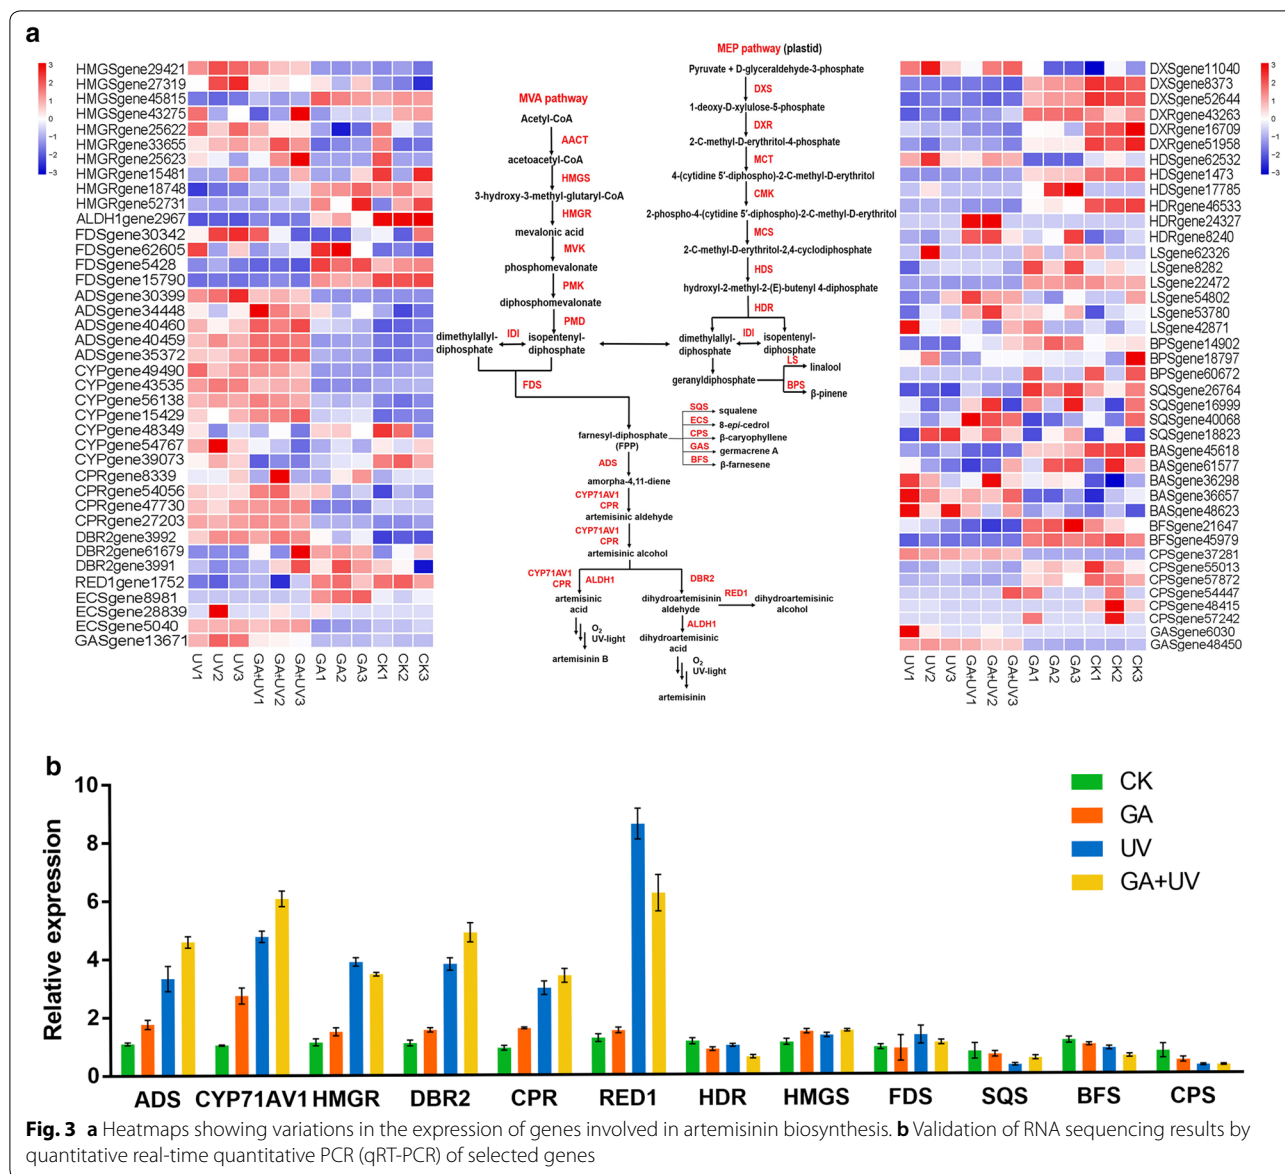 a
3
2
1
0
-1
-2
-3
HMGSgene29421
HMGSgene27319
HMGSgene45815
HMGSgene43275
HMGRgene25622
HMGRgene33655
HMGRgene25623
HMGRgene15481
HMGRgene18748
HMGRgene52731
ALDH1gene2967
FDSgene30342
FDSgene62605
FDSgene5428
FDSgene15790
ADSgene30399
ADSgene34448
ADSgene40460
ADSgene40459
ADSgene35372
CYPgene49490
CYPgene43535
CYPgene56138
CYPgene15429
CYPgene48349
CYPgene54767
CYPgene39073
CPRgene8339
CPRgene54056
CPRgene47730
CPRgene27203
DBR2gene3992
DBR2gene61679
DBR2gene3991
RED1gene1752
ECSgene8981
ECSgene28839
ECSgene5040
GASgene13671
UV1
UV2
UV3
GA+UV1
GA+UV2
GA+UV3
GA1
GA2
GA3
CK1
CK2
CK3
MVA pathway
Acetyl-CoA
AACT
acetoacetyl-CoA
HMGS
3-hydroxy-3-methyl-glutaryl-CoA
HMGR
mevalonic acid
MVK
phosphomevalonate
PMK
diphosphomevalonate
PMD
dimethylallyl-
diphosphate
IDI
isopentenyl-
diphosphate
FDS
MEP pathway (plastid)
Pyruvate + D-glyceraldehyde-3-phosphate
DXS
1-deoxy-D-xylulose-5-phosphate
DXR
2-C-methyl-D-erythritol-4-phosphate
MCT
4-(cytidine 5'-diphospho)-2-C-methyl-D-erythritol
CMK
2-phospho-4-(cytidine 5'-diphospho)-2-C-methyl-D-erythritol
MCS
2-C-methyl-D-erythritol-2,4-cyclodiphosphate
HDS
hydroxyl-2-methyl-2-(E)-butenyl 4-diphosphate
HDR
dimethylallyl-
diphosphate
IDI
isopentenyl-
diphosphate
LS
linalool
geranyldiphosphate
BPS
β-pinene
farnesyl-diphosphate
(FPP)
SQS
squalene
ECS
8-epi-cedrol
CPS
β-caryophyllene
GAS
germacrene A
BFS
β-farnesene
ADS
amorpha-4,11-diene
CYP71AV1
CPR
artemisinic aldehyde
CYP71AV1
CPR
artemisinic alcohol
CYP71AV1
CPR
ALDH1
DBR2
artemisinic
acid
dihydroartemisinin
aldehyde
RED1
dihydroartemisinic
alcohol
ALDH1
O2
UV-light
artemisinin B
dihydroartemisinic
acid
O2
UV-light
artemisinin
3
2
1
0
-1
-2
-3
DXSgene11040
DXSgene8373
DXSgene52644
DXRgene43263
DXRgene16709
DXRgene51958
HDSgene62532
HDSgene1473
HDSgene17785
HDRgene46533
HDRgene24327
HDRgene8240
LSgene62326
LSgene8282
LSgene22472
LSgene54802
LSgene53780
LSgene42871
BPSgene14902
BPSgene18797
BPSgene60672
SQSgene26764
SQSgene16999
SQSgene40068
SQSgene18823
BASgene45618
BASgene61577
BASgene36298
BASgene36657
BASgene48623
BFSgene21647
BFSgene45979
CPSgene37281
CPSgene55013
CPSgene57872
CPSgene54447
CPSgene48415
CPSgene57242
GASgene6030
GASgene48450
UV1
UV2
UV3
GA+UV1
GA+UV2
GA+UV3
GA1
GA2
GA3
CK1
CK2
CK3
b
Relative expression
10
8
6
4
2
0
CK
GA
UV
GA+UV
ADS CYP71AV1 HMGR DBR2 CPR RED1 HDR HMGS FDS SQS BFS CPS
Fig. 3 a Heatmaps showing variations in the expression of genes involved in artemisinin biosynthesis. b Validation of RNA sequencing results by
quantitative real-time quantitative PCR (qRT-PCR) of selected genes